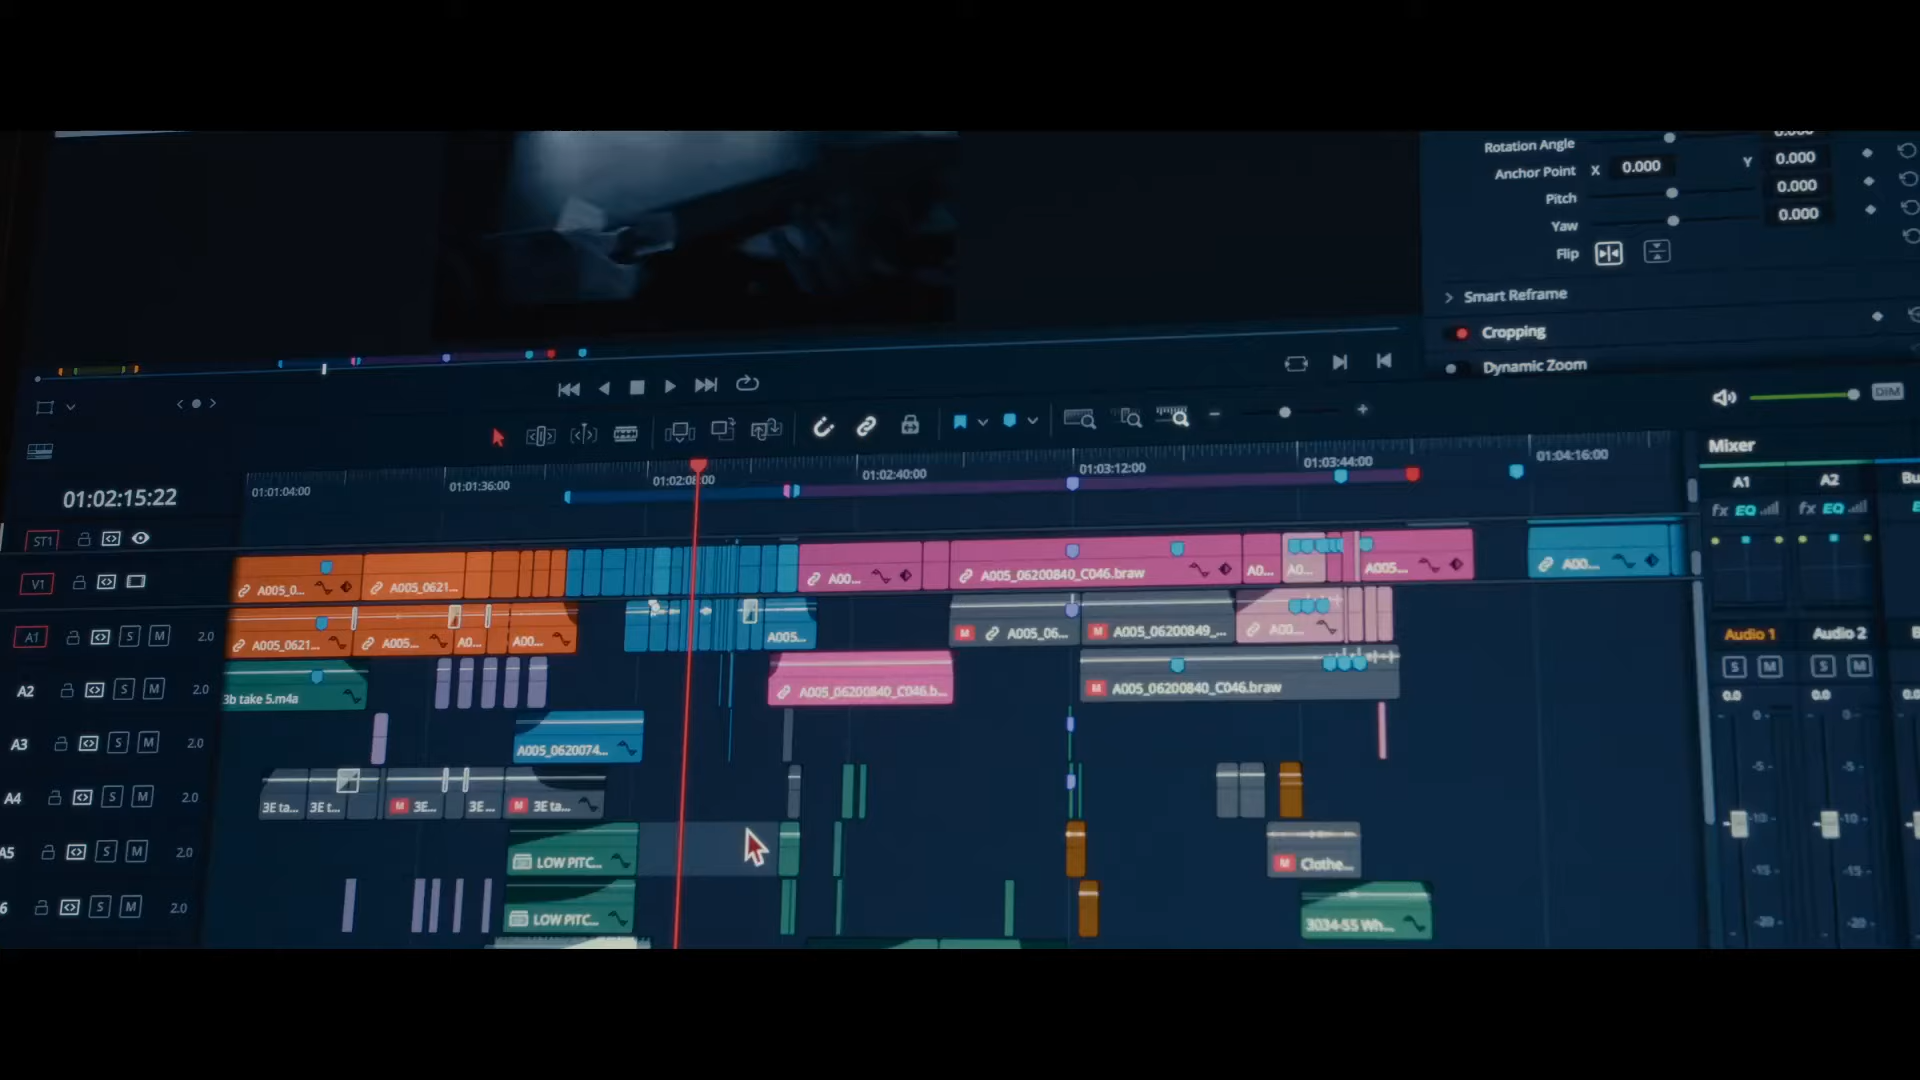 0.000
Rotation Angle
Anchor Point X 0.000 Y 0.000
Pitch 0.000
Yaw 0.000
Flip
Smart Reframe
Cropping
Dynamic Zoom
DIM
Mixer
01:02:15:22
01:01:04:00 01:01:36:00 01:02:08:00 01:02:40:00 01:03:12:00 01:03:44:00 01:04:16:00
A1 A2 Bu
fx EQ fx EQ
ST1
V1 A005_0... A005_0621... A00... A005_06200840_C046.braw A0... A0... A005... A00...
A1 S M 2.0 A005_0621... A005... A0... A00... A005... M A005_06... M A005_06200849_... A00...
Audio 1 Audio 2
S M S M
A2 S M 2.0 3b take 5.m4a A005_06200840_C046.b... M A005_06200840_C046.braw
0.0 0.0 0.0
A3 S M 2.0 A005_0620074...
0- 0-
-5- -5-
A4 S M 2.0 3E ta... 3E t... M 3E... 3E... M 3E ta...
-10- -10-
A5 S M 2.0 LOW PITC... M Clothe...
-15- -15-
6 S M 2.0 LOW PITC... 3034-55 Wh...
-20- -20-